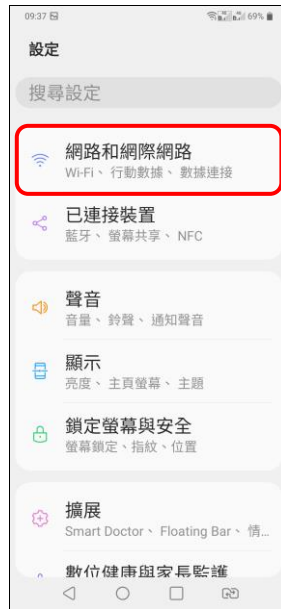 09:37
69%
設定
搜尋設定
網路和網際網路
Wi-Fi、 行動數據、 數據連接
已連接裝置
藍牙、 螢幕共享、 NFC
聲音
音量、 鈴聲、 通知聲音
顯示
亮度、 主頁螢幕、 主題
鎖定螢幕與安全
螢幕鎖定、指紋、位置
擴展
Smart Doctor、 Floating Bar、 情...
數位健康與家長監護